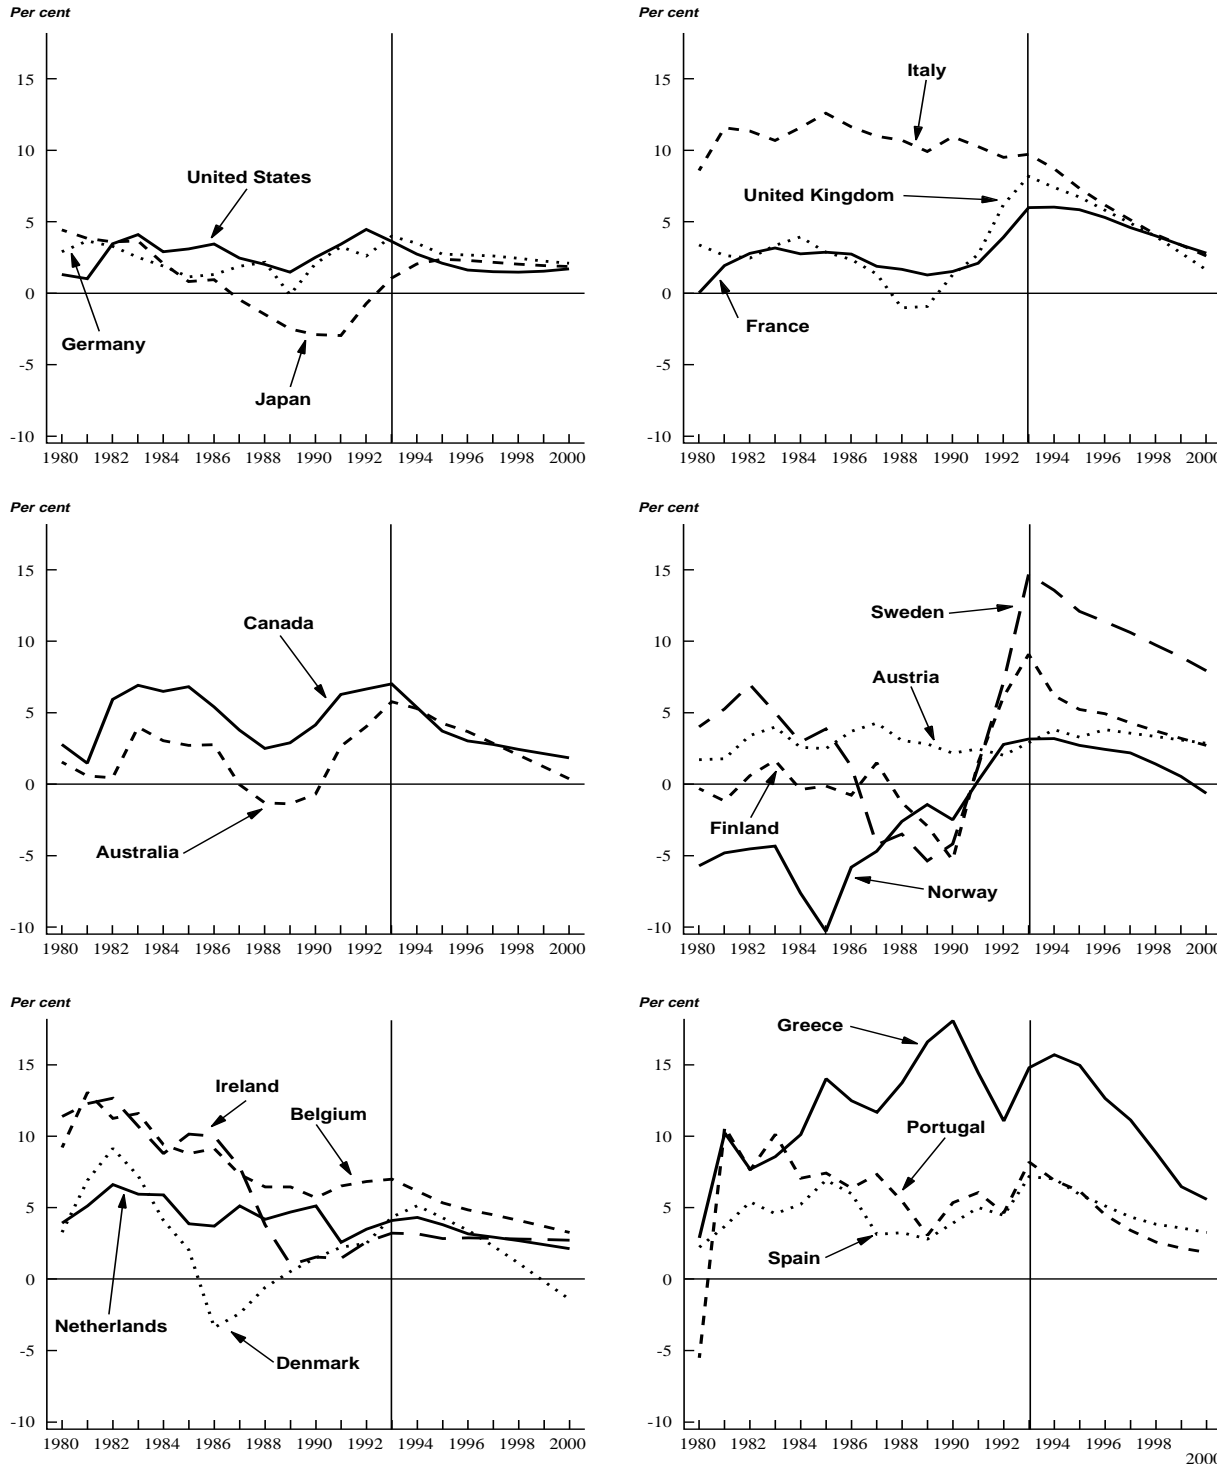 Per cent
15
10
5
0
-5
-10
United States
Germany
Japan
1980 1982 1984 1986 1988 1990 1992 1994 1996 1998 2000
Per cent
15
10
5
0
-5
-10
Italy
United Kingdom
France
1980 1982 1984 1986 1988 1990 1992 1994 1996 1998 2000
Per cent
15
10
5
0
-5
-10
Canada
Australia
1980 1982 1984 1986 1988 1990 1992 1994 1996 1998 2000
Per cent
15
10
5
0
-5
-10
Sweden
Austria
Finland
Norway
1980 1982 1984 1986 1988 1990 1992 1994 1996 1998 2000
Per cent
15
10
5
0
-5
-10
Ireland
Belgium
Netherlands
Denmark
1980 1982 1984 1986 1988 1990 1992 1994 1996 1998 2000
Per cent
15
10
5
0
-5
-10
Greece
Portugal
Spain
1980 1982 1984 1986 1988 1990 1992 1994 1996 1998
2000